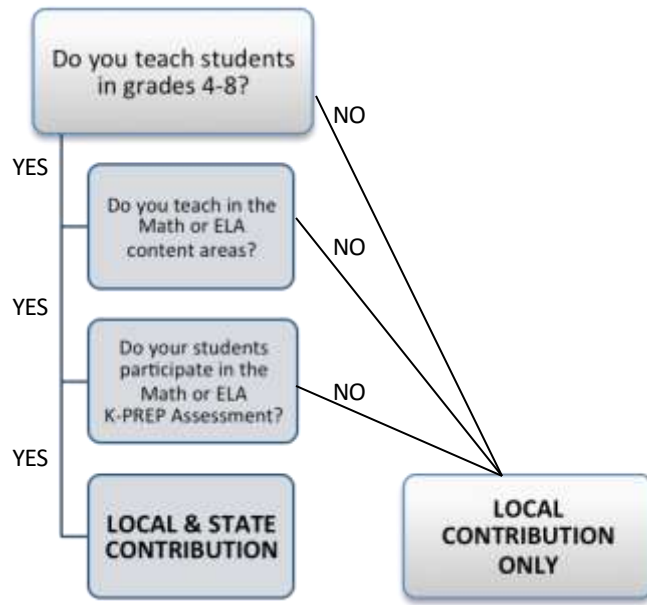 Do you teach students
in grades 4-8?
NO
YES
Do you teach in the
Math or ELA
content areas?
NO
YES
Do your students
participate in the
Math or ELA
K-PREP Assessment?
NO
YES
LOCAL & STATE
CONTRIBUTION
LOCAL
CONTRIBUTION
ONLY